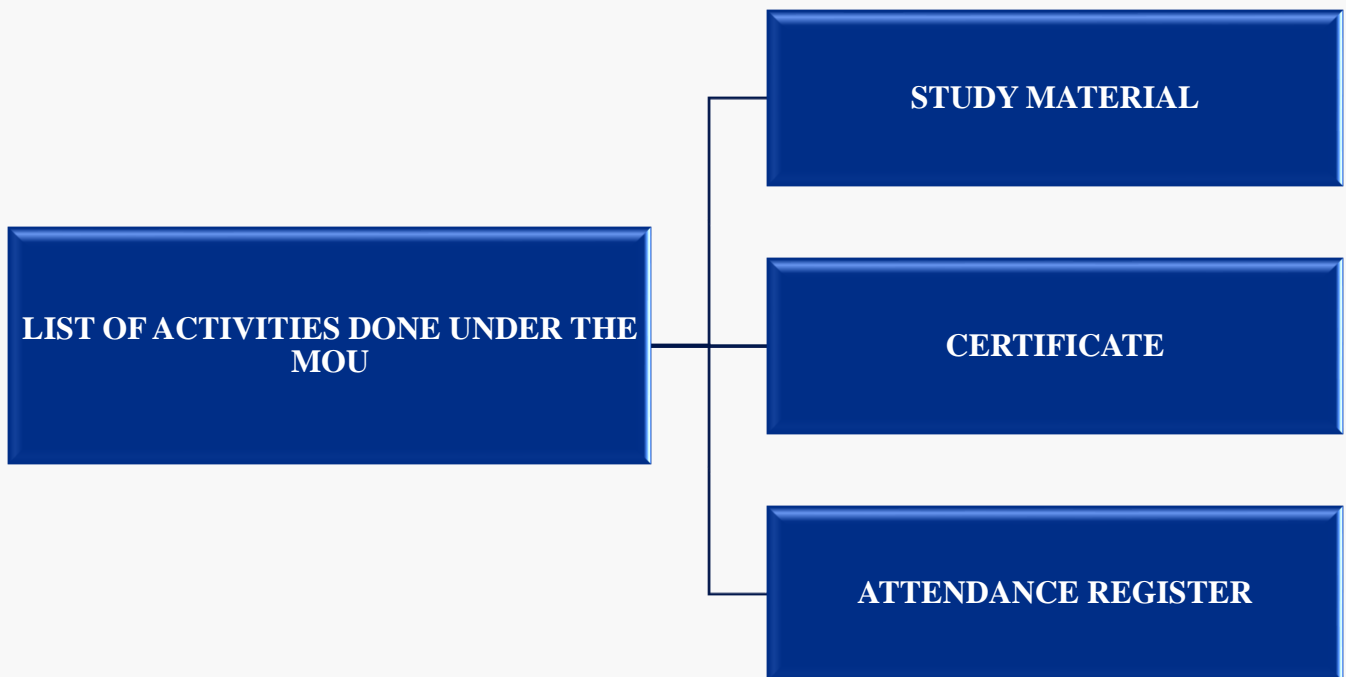 LIST OF ACTIVITIES DONE UNDER THE
MOU
STUDY MATERIAL
CERTIFICATE
ATTENDANCE REGISTER